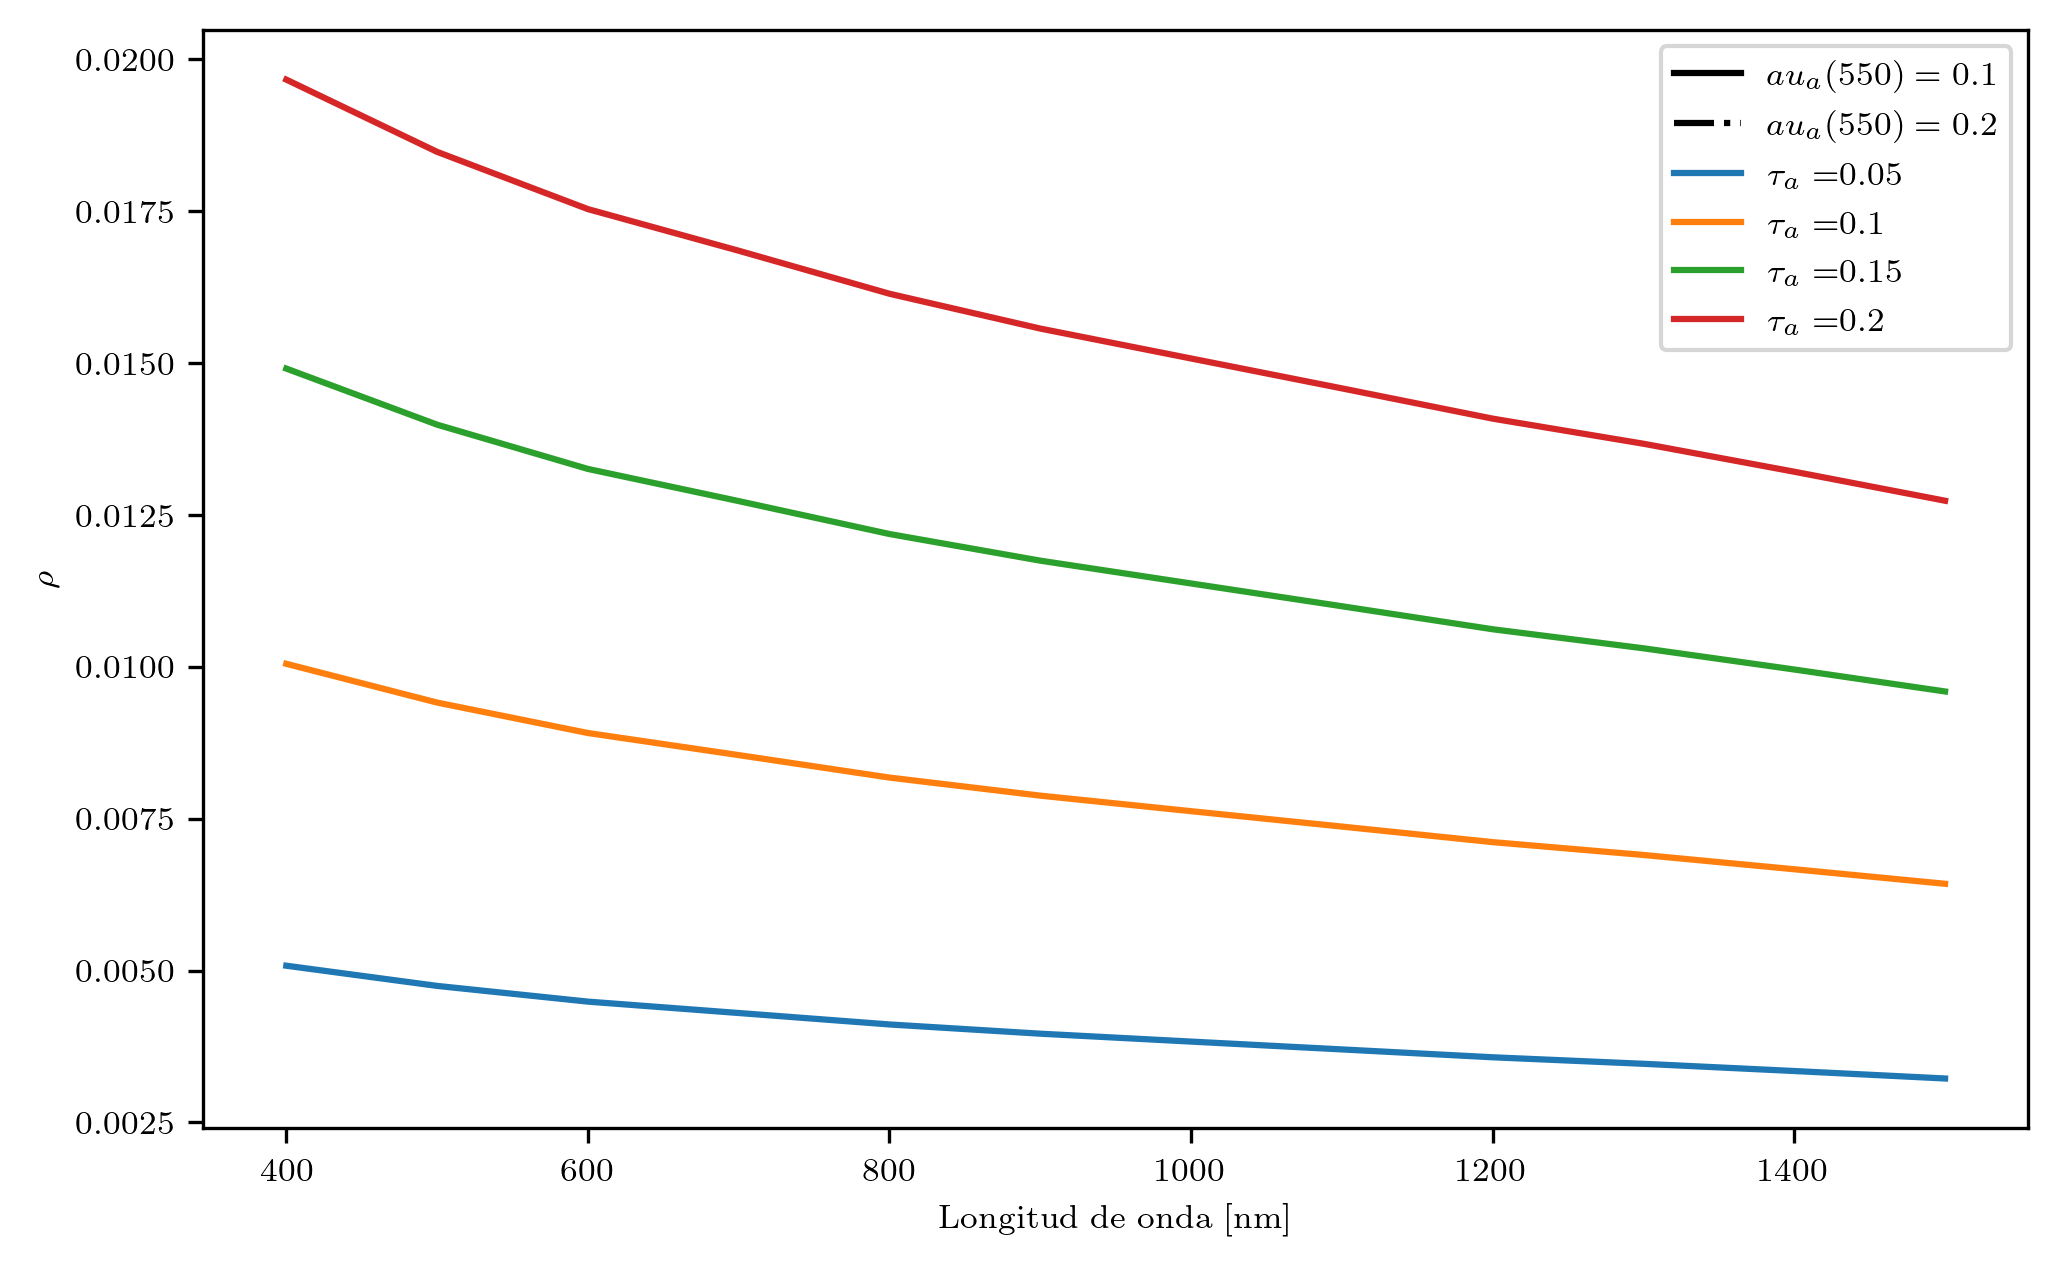 0.0200
0.0175
0.0150
0.0125
0.0100
0.0075
0.0050
0.0025
ρ
400 600 800 1000 1200 1400
Longitud de onda [nm]
au_a(550) = 0.1
au_a(550) = 0.2
τ_a =0.05
τ_a =0.1
τ_a =0.15
τ_a =0.2